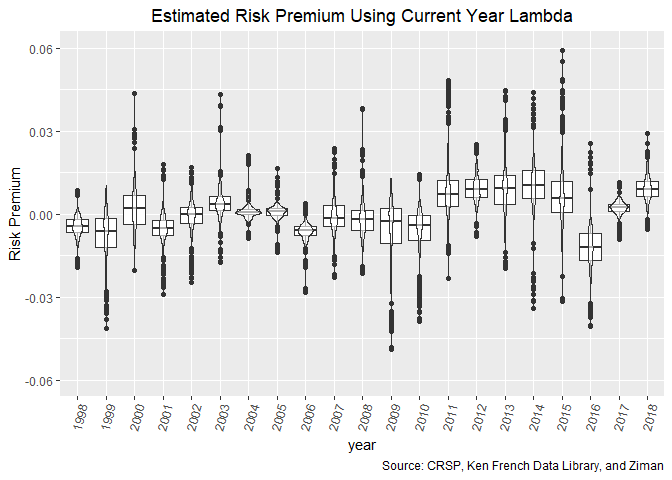 Estimated Risk Premium Using Current Year Lambda
Risk Premium
0.06
0.03
0.00
-0.03
-0.06
1998 1999 2000 2001 2002 2003 2004 2005 2006 2007 2008 2009 2010 2011 2012 2013 2014 2015 2016 2017 2018
year
Source: CRSP, Ken French Data Library, and Ziman